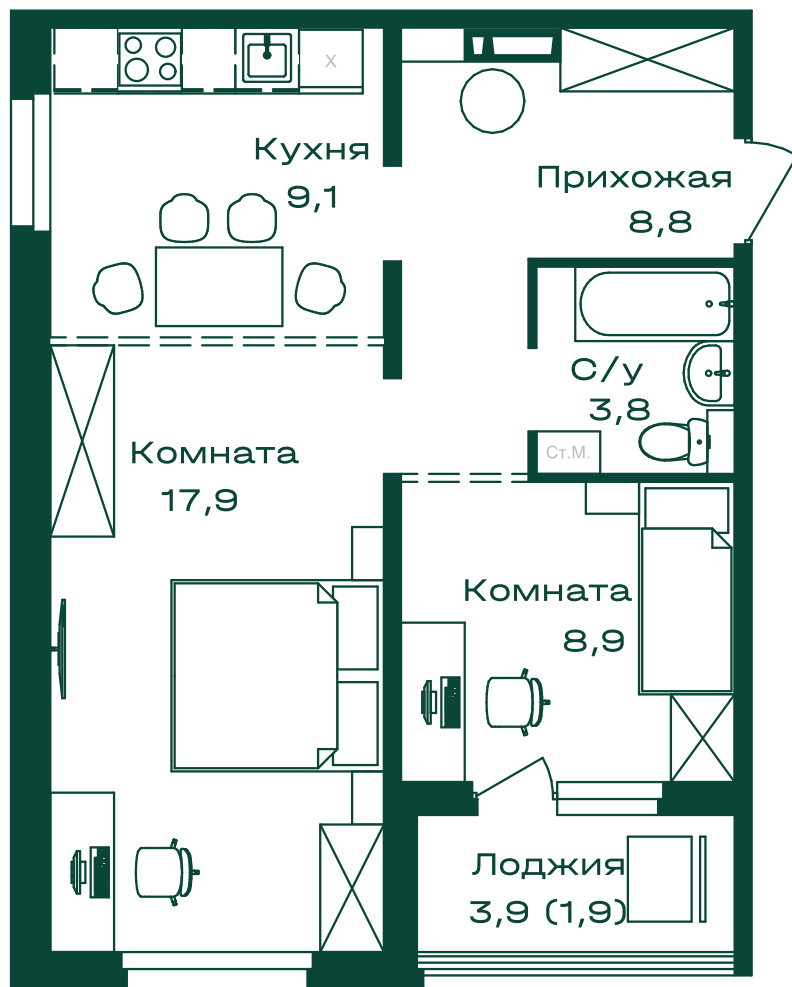 X
Кухня
9,1
Прихожая
8,8
С/у
3,8
Ст.М.
Комната
17,9
Комната
8,9
Лоджия
3,9 (1,9)